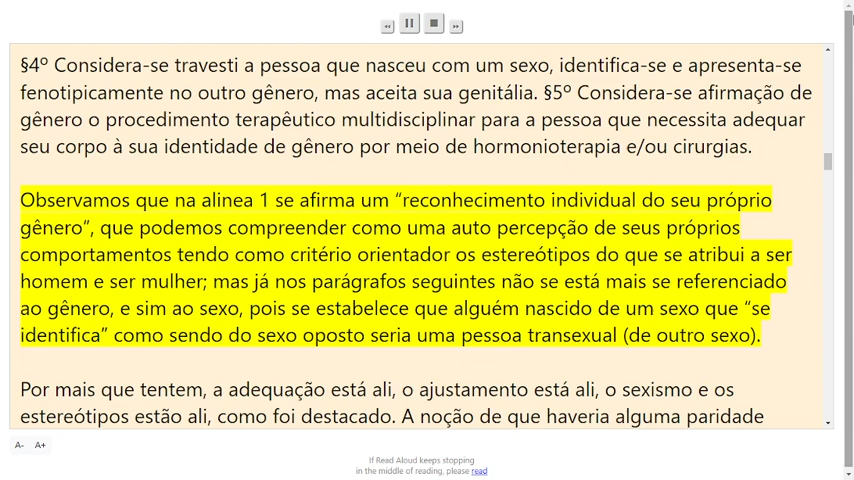 §4º Considera-se travesti a pessoa que nasceu com um sexo, identifica-se e apresenta-se
fenotipicamente no outro gênero, mas aceita sua genitália. §5º Considera-se afirmação de
gênero o procedimento terapêutico multidisciplinar para a pessoa que necessita adequar
seu corpo à sua identidade de gênero por meio de hormonioterapia e/ou cirurgias.
Observamos que na alinea 1 se afirma um “reconhecimento individual do seu próprio
gênero”, que podemos compreender como uma auto percepção de seus próprios
comportamentos tendo como critério orientador os estereótipos do que se atribui a ser
homem e ser mulher; mas já nos parágrafos seguintes não se está mais se referenciado
ao gênero, e sim ao sexo, pois se estabelece que alguém nascido de um sexo que “se
identifica” como sendo do sexo oposto seria uma pessoa transexual (de outro sexo).
Por mais que tentem, a adequação está ali, o ajustamento está ali, o sexismo e os
estereótipos estão ali, como foi destacado. A noção de que haveria alguma paridade
A- A+
If Read Aloud keeps stopping
in the middle of reading, please read